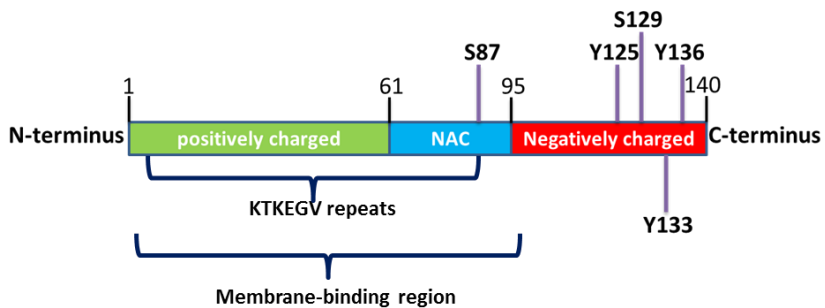 S129
S87 Y125 Y136
1 61 95 140
N-terminus positively charged NAC Negatively charged C-terminus
KTKEGV repeats
Y133
Membrane-binding region